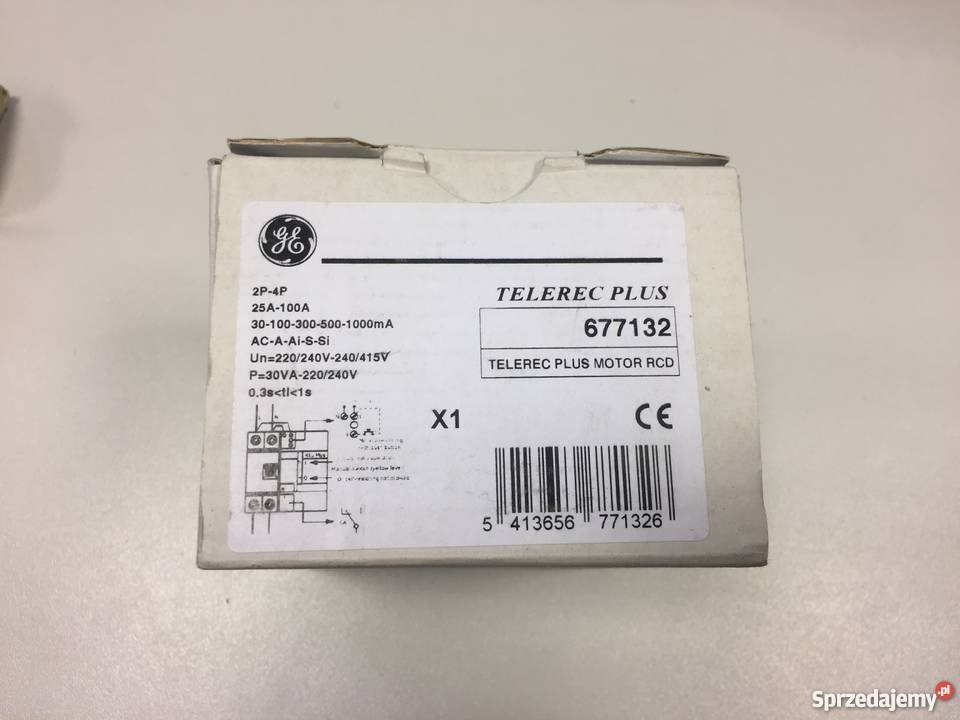 GE
2P-4P
25A-100A
30-100-300-500-1000mA
AC-A-Ai-S-Si
Un=220/240V-240/415V
P=30VA-220/240V
0,3s<tI<1s
TELEREC PLUS
677132
TELEREC PLUS MOTOR RCD
X1
CE
5 413656 771326
Sprzedajemy.pl